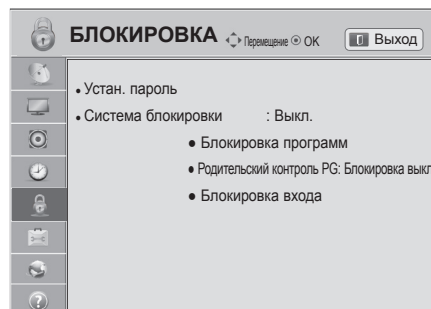 БЛОКИРОВКА Перемещение OK Выход
• Устан. пароль
• Система блокировки : Выкл.
• Блокировка программ
• Родительский контроль PG: Блокировка выкл
• Блокировка входа
?